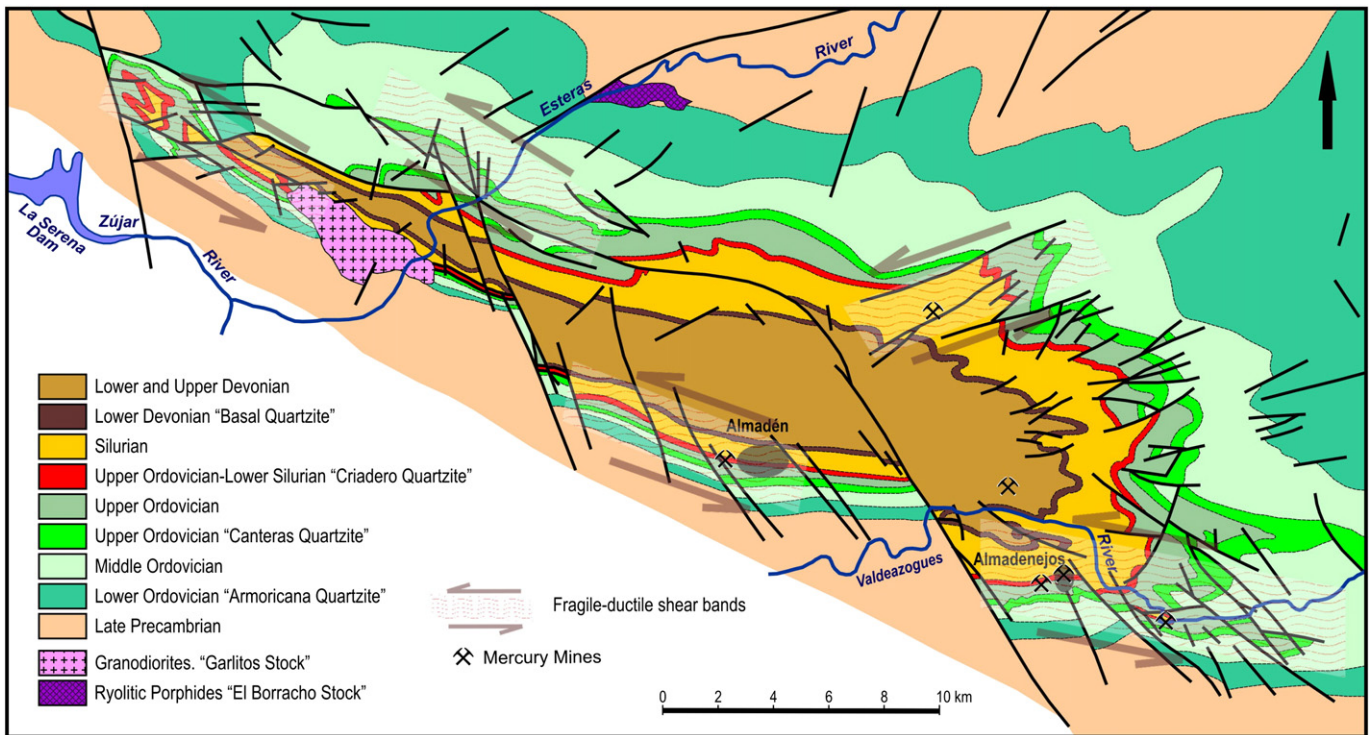 River
Esteras
La Serena
Dam
Zújar
River
Almadén
Almadenejos
River
Valdeazogues
Lower and Upper Devonian
Lower Devonian “Basal Quartzite”
Silurian
Upper Ordovician-Lower Silurian “Criadero Quartzite”
Upper Ordovician
Upper Ordovician “Canteras Quartzite”
Middle Ordovician
Lower Ordovician “Armoricana Quartzite”
Late Precambrian
Granodiorites. “Garlitos Stock”
Ryolitic Porphides “El Borracho Stock”
Fragile-ductile shear bands
Mercury Mines
0 2 4 6 8 10 km